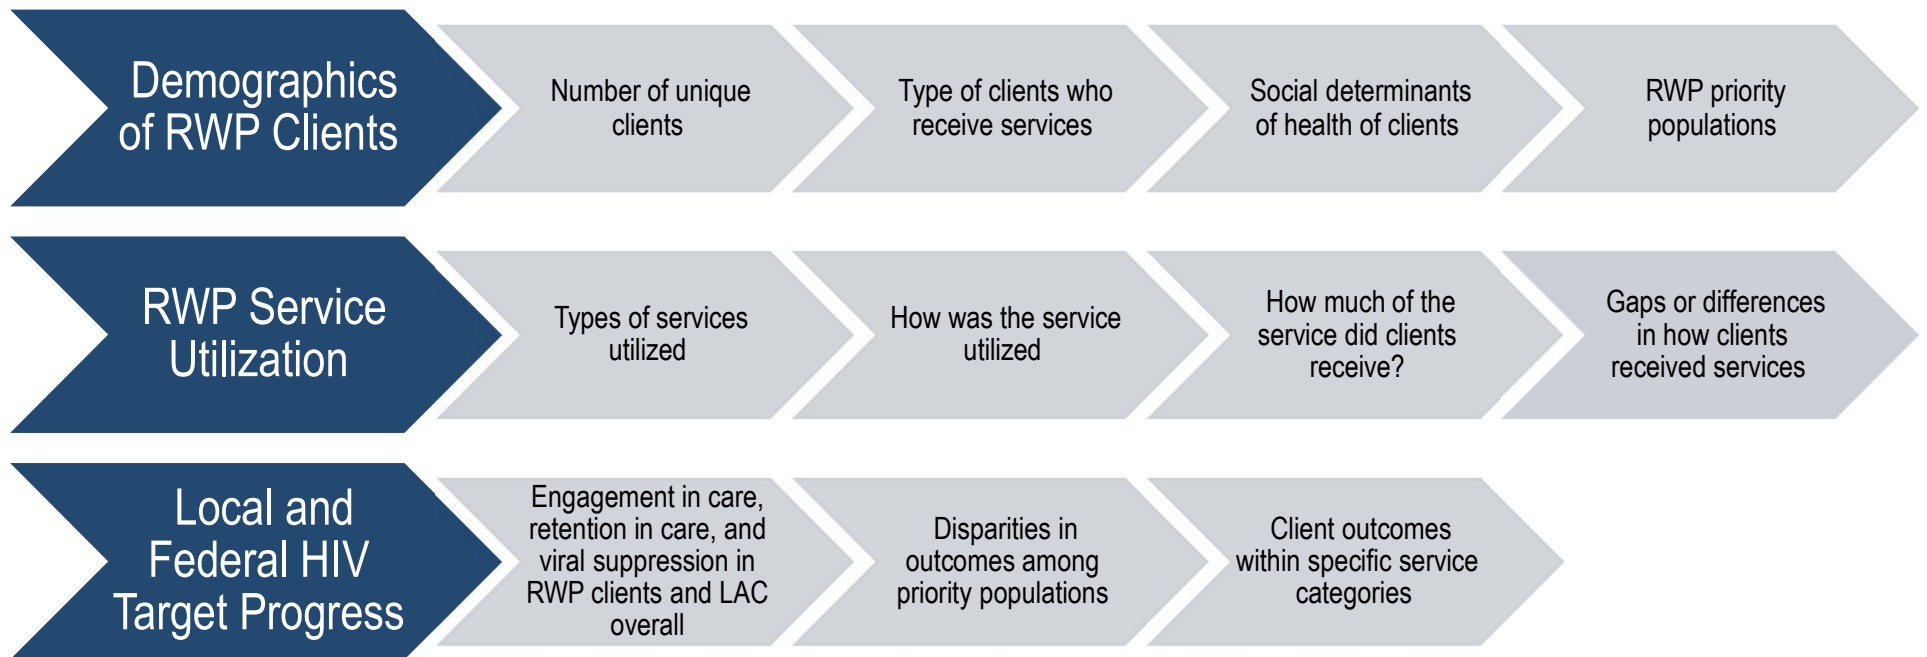 Demographics
of RWP Clients
Number of unique
clients
Type of clients who
receive services
Social determinants
of health of clients
RWP priority
populations
RWP Service
Utilization
Types of services
utilized
How was the service
utilized
How much of the
service did clients
receive?
Gaps or differences
in how clients
received services
Local and
Federal HIV
Target Progress
Engagement in care,
retention in care, and
viral suppression in
RWP clients and LAC
overall
Disparities in
outcomes among
priority populations
Client outcomes
within specific service
categories